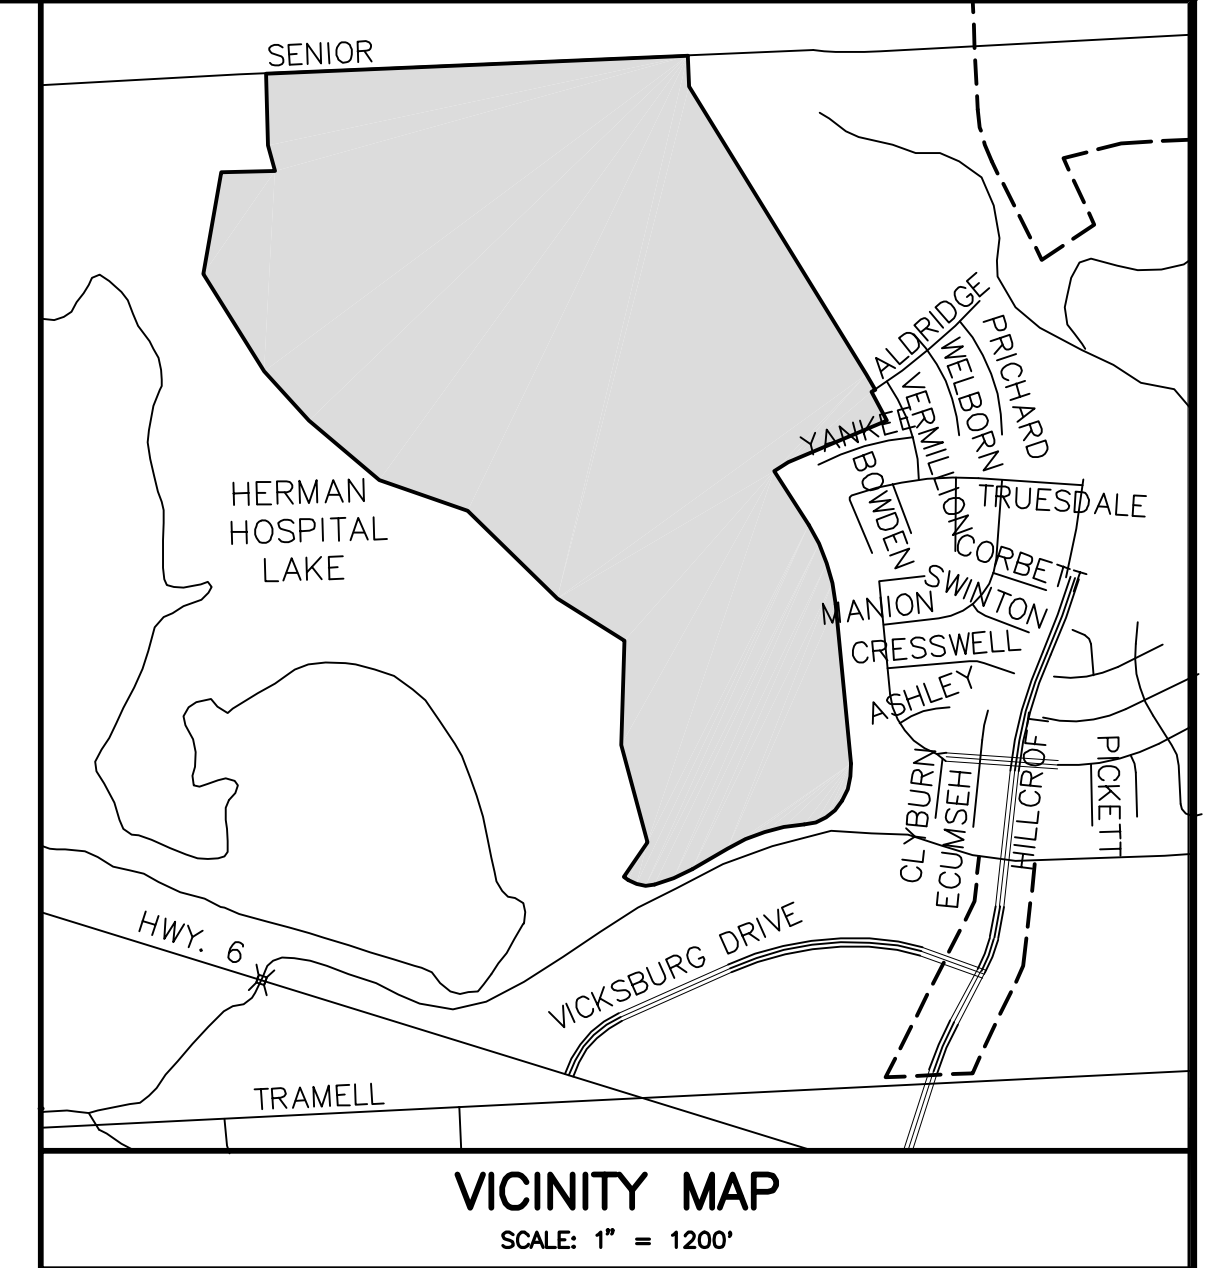 SENIOR
ALDRIDGE
PRICHARD
WELBORN
VERMILLION
YANKEE
BOWDEN
TRUESDALE
HERMAN
HOSPITAL
LAKE
CORBETT
SWINTON
MANION
CRESSWELL
ASHLEY
CLYBURN
ECUMSEH
HILLCROFT
PICKETT
HWY. 6
VICKSBURG DRIVE
TRAMELL
VICINITY MAP
SCALE: 1" = 1200'